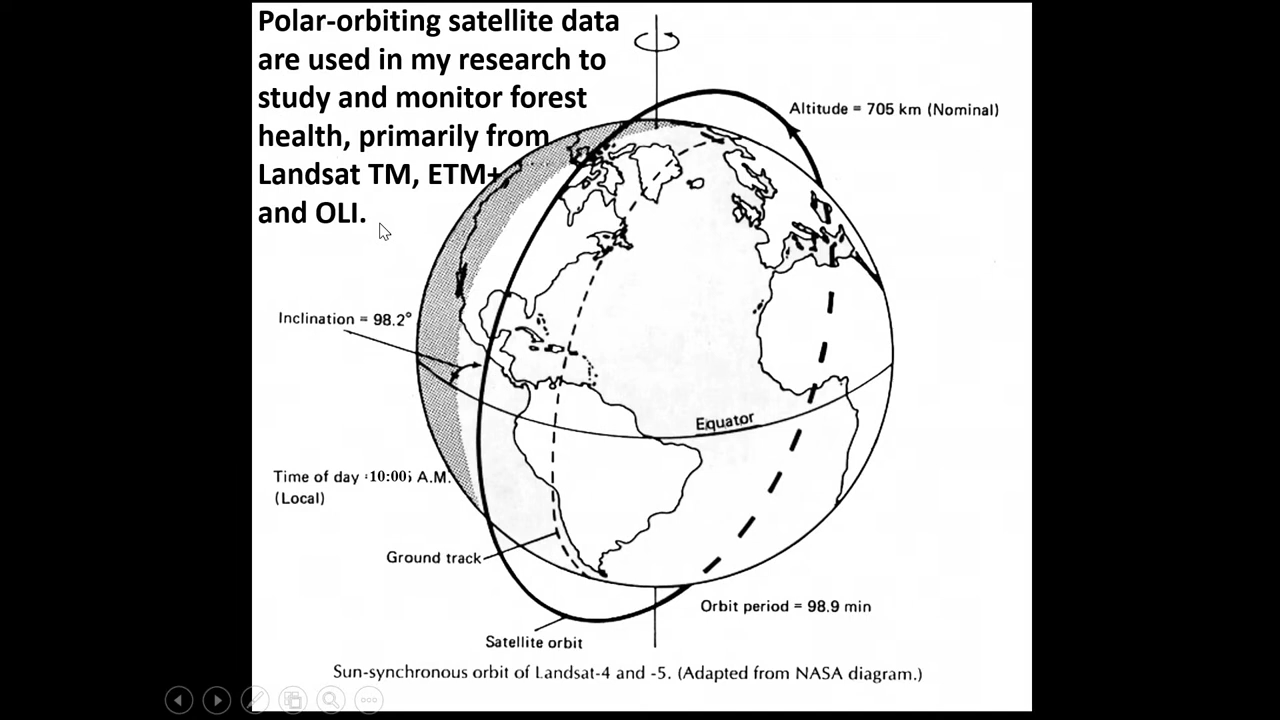 Polar-orbiting satellite data
are used in my research to
study and monitor forest
health, primarily from
Landsat TM, ETM+
and OLI.
Altitude = 705 km (Nominal)
Inclination = 98.2°
Equator
Time of day :10:00; A.M.
(Local)
Ground track
Orbit period = 98.9 min
Satellite orbit
Sun-synchronous orbit of Landsat-4 and -5. (Adapted from NASA diagram.)